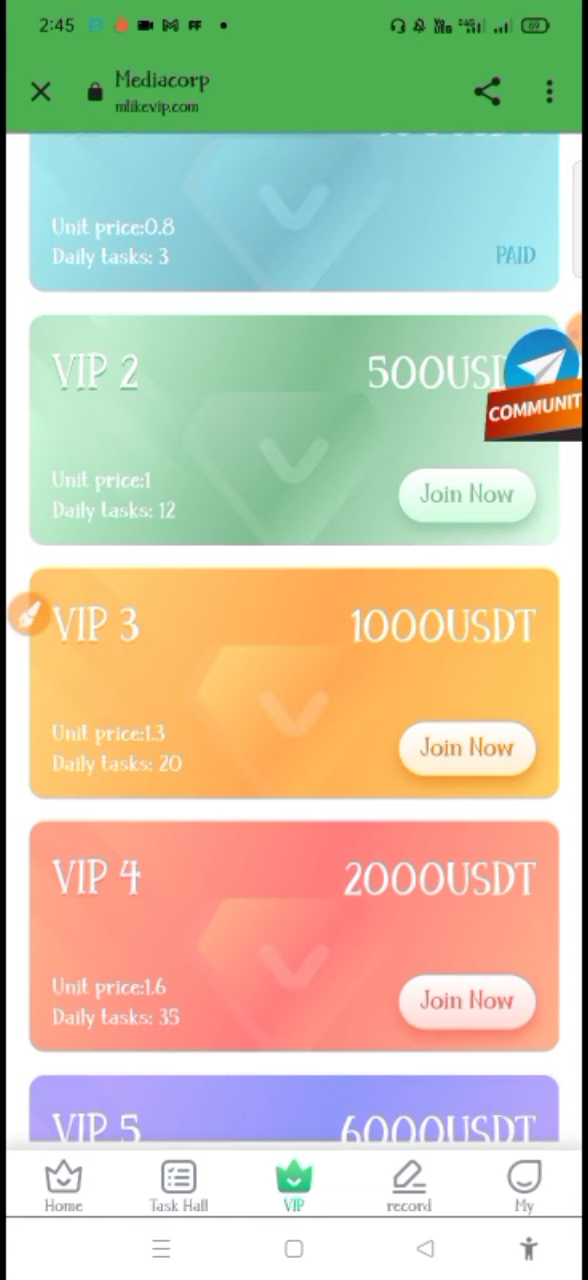 2:45
Mediacorp
mlikevip.com
Unit price:0.8
Daily tasks: 3
PAID
VIP 2
500USD
COMMUNIT
Unit price:1
Daily tasks: 12
Join Now
VIP 3
1000USDT
Unit price:1.3
Daily tasks: 20
Join Now
VIP 4
2000USDT
Unit price:1.6
Daily tasks: 35
Join Now
VIP 5
6000USDT
Home
Task Hall
VIP
record
My